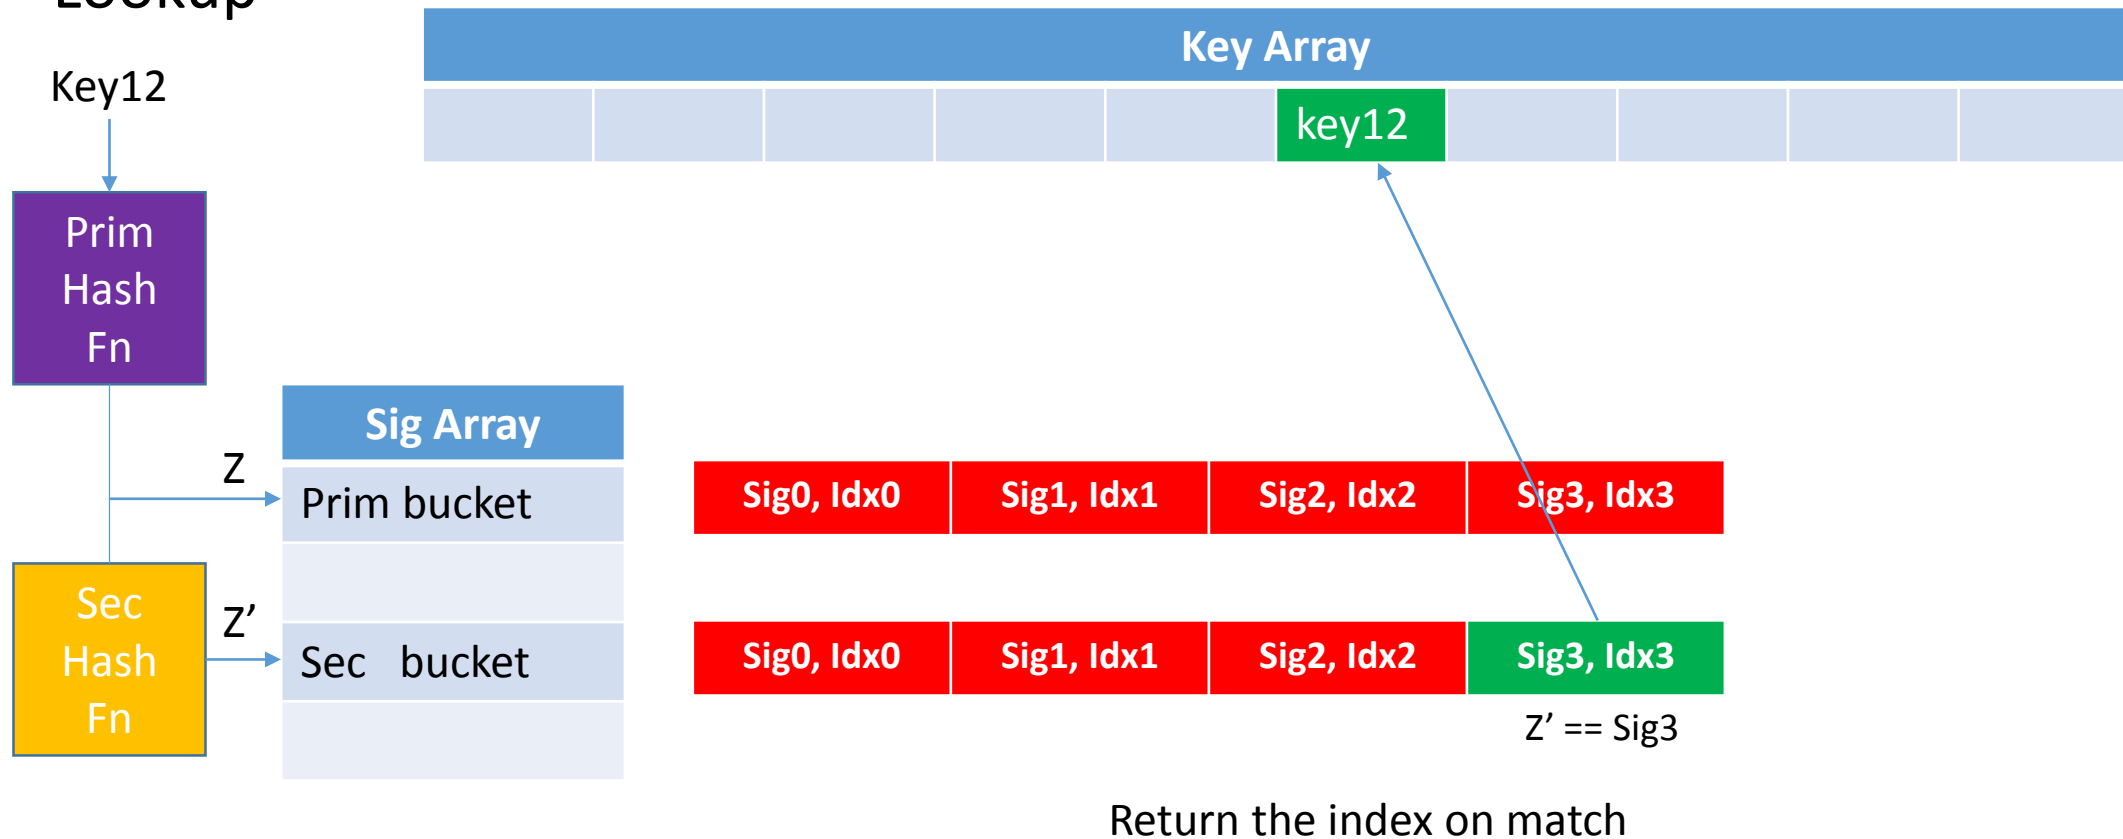 Lookup
Key Array
Key12
key12
Prim
Hash
Fn
Sig Array
Z
Prim bucket
Sig0, Idx0 Sig1, Idx1 Sig2, Idx2 Sig3, Idx3
Sec
Hash
Fn
Z’
Sec bucket
Sig0, Idx0 Sig1, Idx1 Sig2, Idx2 Sig3, Idx3
Z’ == Sig3
Return the index on match